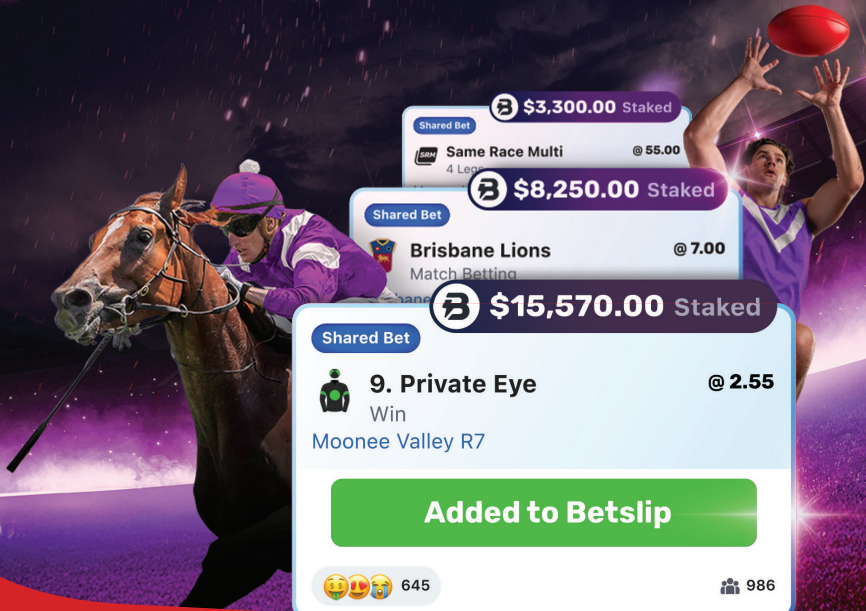 $3,300.00 Staked
Shared Bet
SRM Same Race Multi @ 55.00
4 Legs
$8,250.00 Staked
Shared Bet
Brisbane Lions @ 7.00
Match Betting
$15,570.00 Staked
Shared Bet
9. Private Eye @ 2.55
Win
Moonee Valley R7
Added to Betslip
645 986